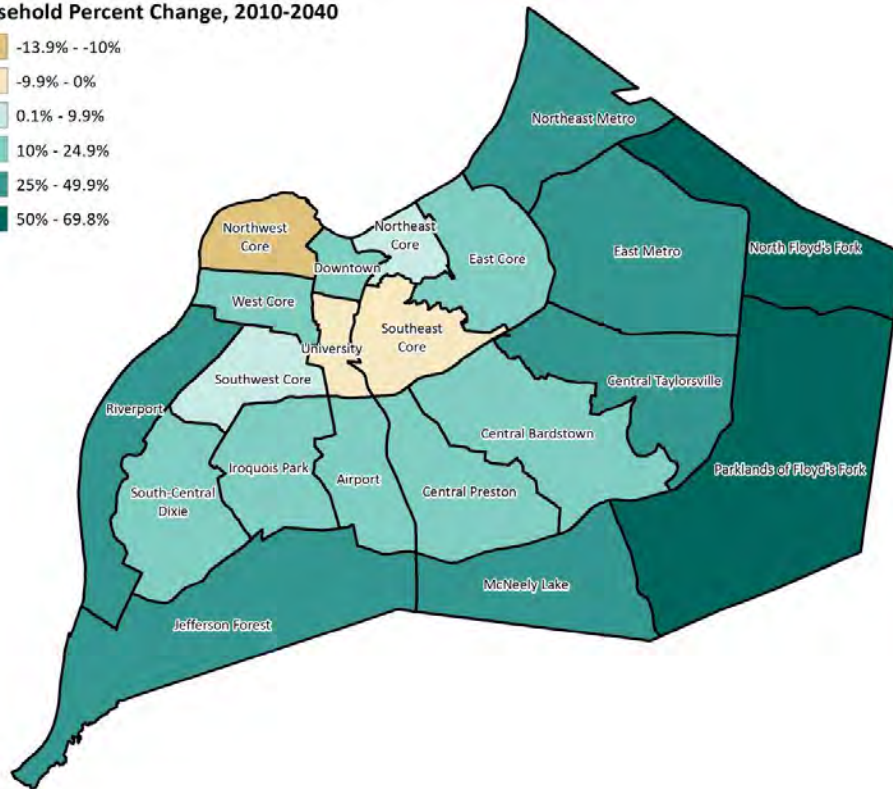 sehold Percent Change, 2010-2040
-13.9% - -10%
-9.9% - 0%
0.1% - 9.9%
10% - 24.9%
25% - 49.9%
50% - 69.8%
Northeast Metro
Northwest
Core
Northeast
Core
Downtown
East Core
East Metro
North Floyd's Fork
West Core
University
Southeast
Core
Southwest Core
Central Taylorsville
Riverport
Central Bardstown
Iroquois Park
Airport
Parklands of Floyd's Fork
South-Central
Dixie
Central Preston
McNeely Lake
Jefferson Forest